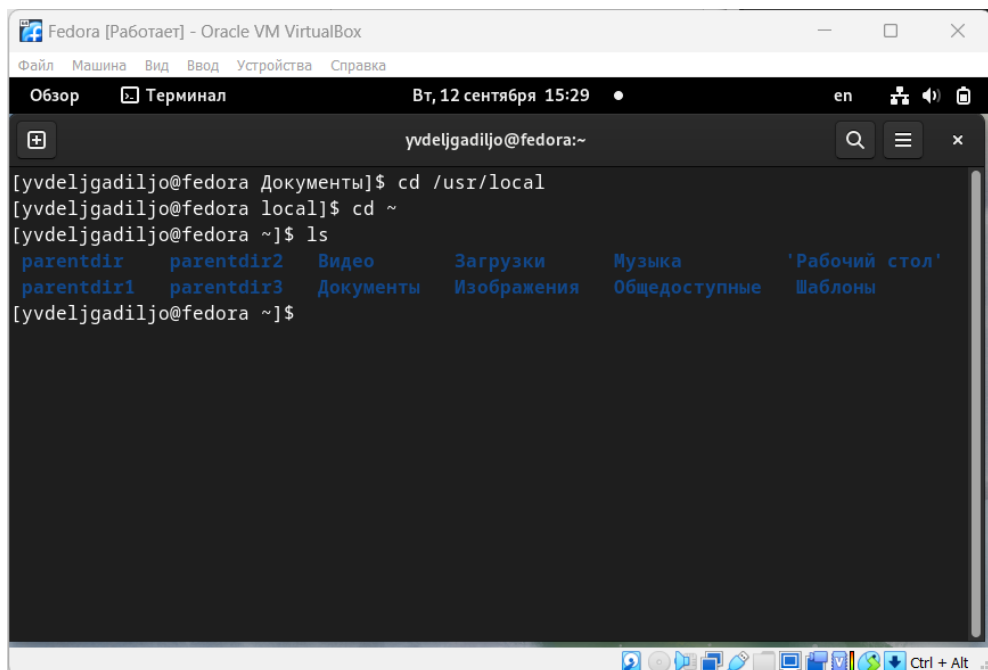 Fedora [Работает] - Oracle VM VirtualBox
Файл Машина Вид Ввод Устройства Справка
Обзор Терминал Вт, 12 сентября 15:29 en
yvdeljgadiljo@fedora:~
[yvdeljgadiljo@fedora Документы]$ cd /usr/local
[yvdeljgadiljo@fedora local]$ cd ~
[yvdeljgadiljo@fedora ~]$ ls
parentdir parentdir2 Видео Загрузки Музыка 'Рабочий стол'
parentdir1 parentdir3 Документы Изображения Общедоступные Шаблоны
[yvdeljgadiljo@fedora ~]$
Ctrl + Alt